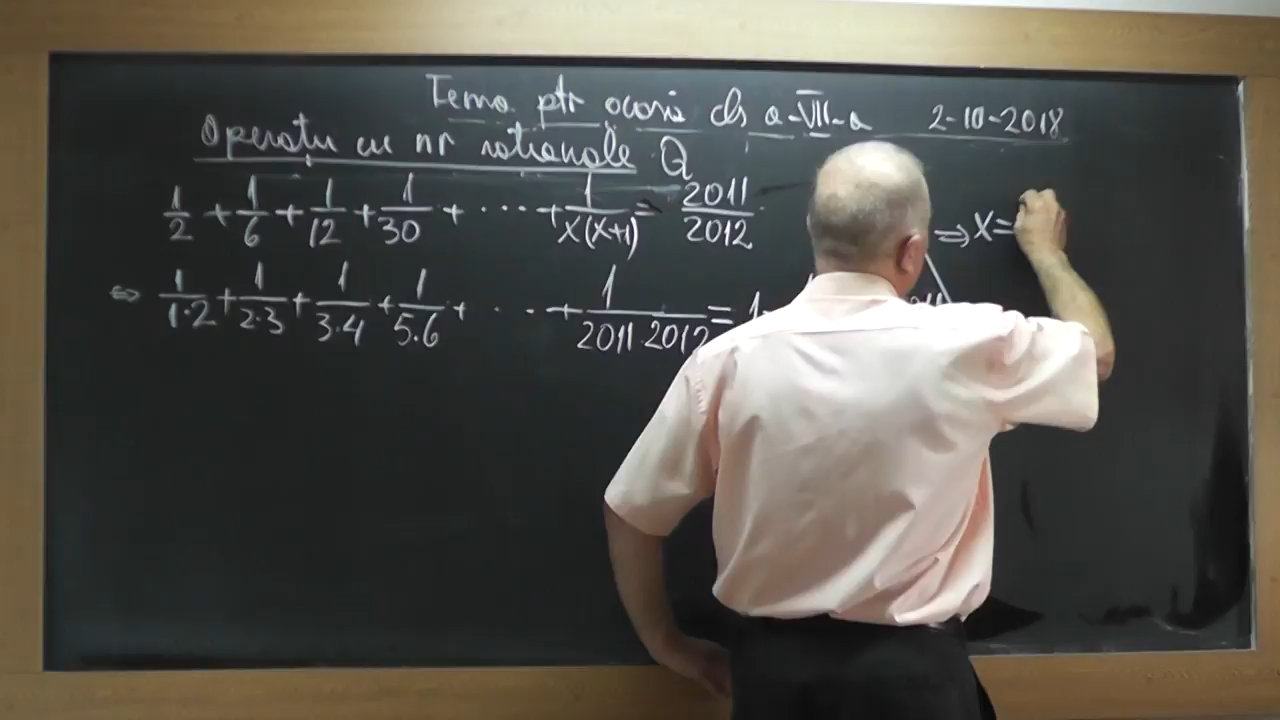 Tema ptr acasă cls a-VII-a 2-10-2018
Operații cu nr raționale Q
1/2 + 1/6 + 1/12 + 1/30 + ... + 1/x(x+1) = 2011/2012 ⇒ x=
⇔ 1/1·2 + 1/2·3 + 1/3·4 + 1/5·6 + ... + 1/2011·2012 = 1-